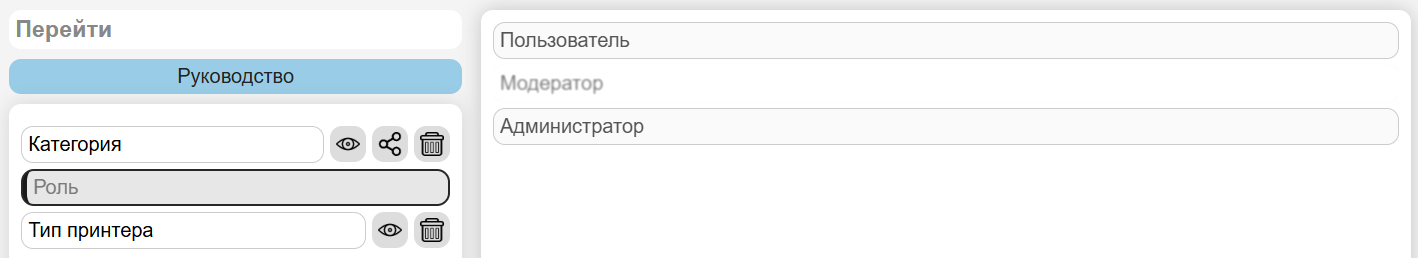 Перейти
Руководство
Категория
Роль
Тип принтера
Пользователь
Модератор
Администратор